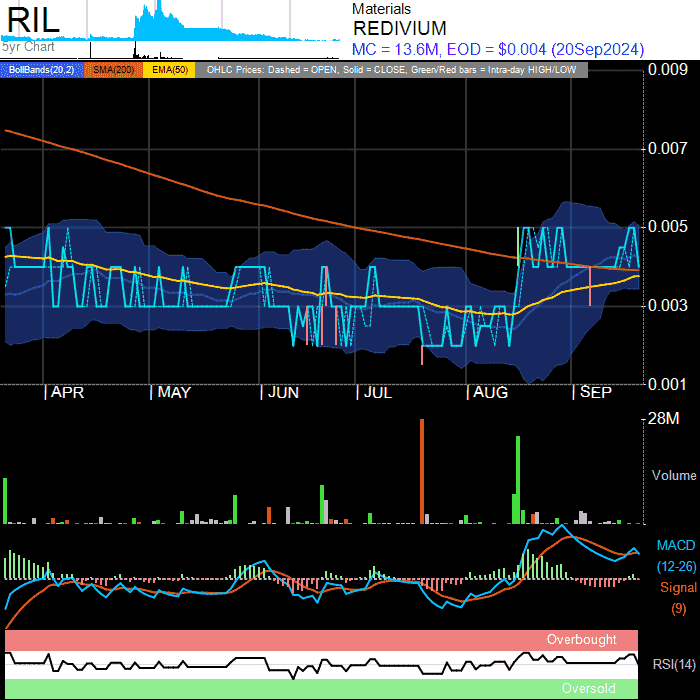 RIL
5yr Chart
Materials
REDIVIUM
MC = 13.6M, EOD = $0.004 (20Sep2024)
BollBands(20,2) SMA(200) EMA(50) OHLC Prices: Dashed = OPEN, Solid = CLOSE, Green/Red bars = Intra-day HIGH/LOW
0.009
0.007
0.005
0.003
0.001
APR MAY JUN JUL AUG SEP
28M
Volume
MACD
(12-26)
Signal
(9)
Overbought
RSI(14)
Oversold